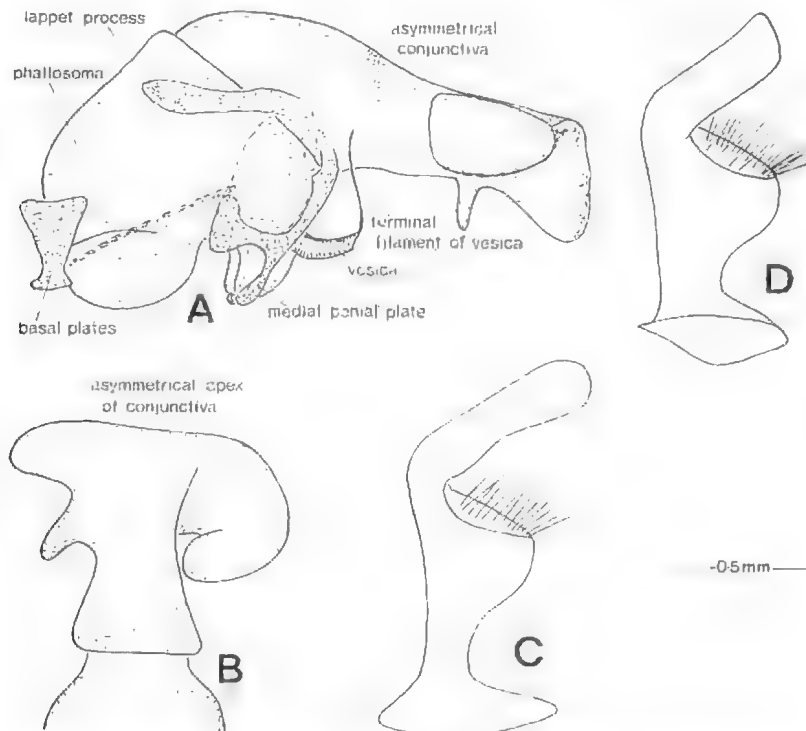 lappet process
phallosoma
asymmetrical
conjunctiva
terminal
filament of vesica
vesica
medial penial plate
basal plates
A
D
asymmetrical apex
of conjunctiva
B
C
0·5mm